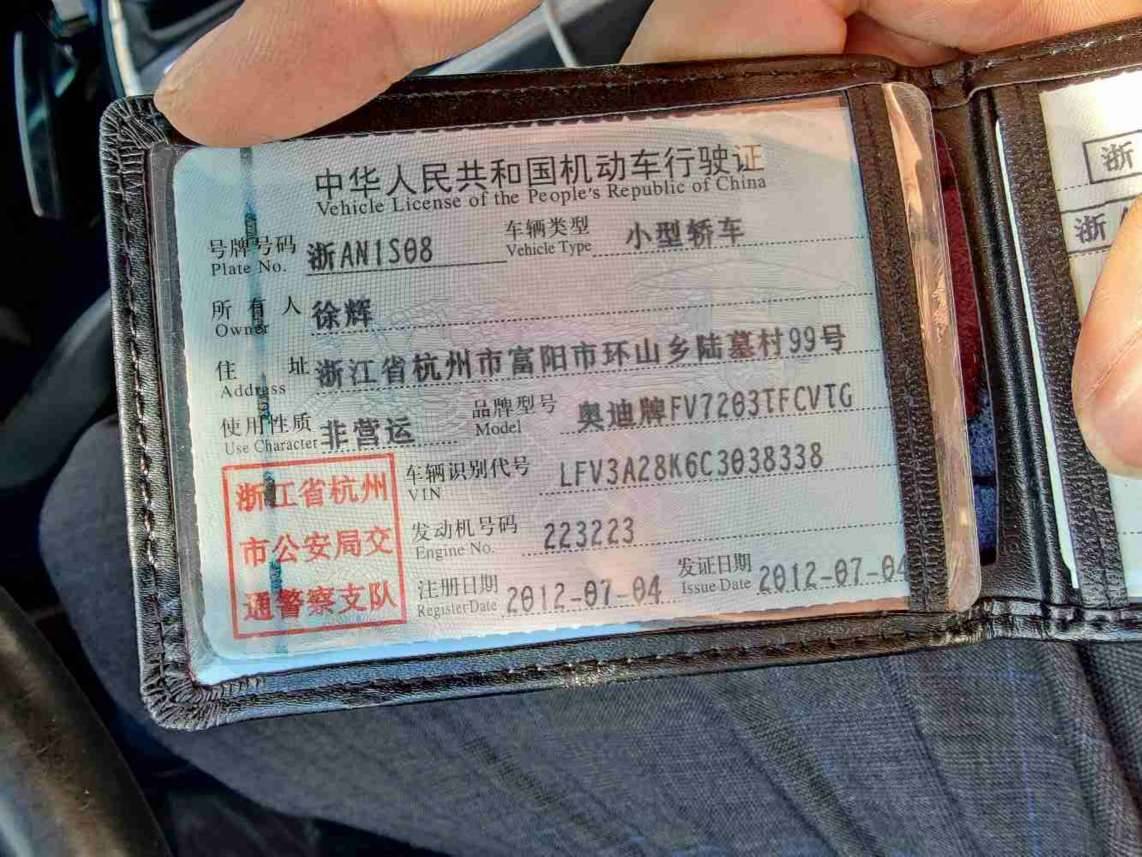 中华人民共和国机动车行驶证
Vehicle License of the People's Republic of China
号牌号码 浙AN1S08 车辆类型 小型轿车
Plate No. Vehicle Type
所有人 徐辉
Owner
住址 浙江省杭州市富阳市环山乡陆墓村99号
Address
使用性质 非营运 品牌型号 奥迪牌FV7203TFCVTG
Use Character Model
浙江省杭州
市公安局交
通警察支队
车辆识别代号 LFV3A28K6C3038338
VIN
发动机号码 223223
Engine No.
注册日期 2012-07-04 发证日期 2012-07-04
Register Date Issue Date
浙
浙